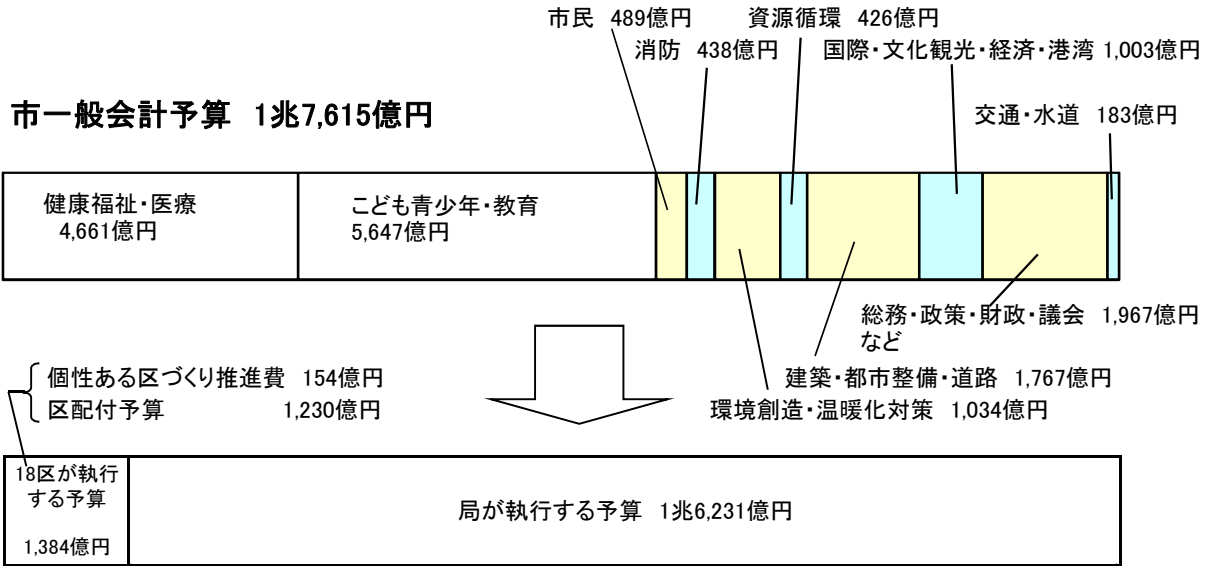 市民 489億円
資源循環 426億円
消防 438億円
国際・文化観光・経済・港湾 1,003億円
市一般会計予算 1兆7,615億円
交通・水道 183億円
健康福祉・医療
4,661億円
こども青少年・教育
5,647億円
総務・政策・財政・議会 1,967億円
など
建築・都市整備・道路 1,767億円
環境創造・温暖化対策 1,034億円
個性ある区づくり推進費 154億円
区配付予算 1,230億円
18区が執行
する予算
1,384億円
局が執行する予算 1兆6,231億円